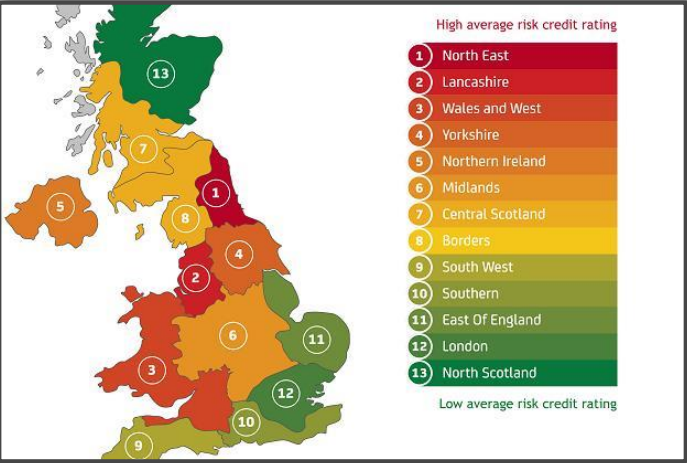 High average risk credit rating
1 North East
2 Lancashire
3 Wales and West
4 Yorkshire
5 Northern Ireland
6 Midlands
7 Central Scotland
8 Borders
9 South West
10 Southern
11 East Of England
12 London
13 North Scotland
Low average risk credit rating
13
7
1
5
8
4
2
6
11
3
12
10
9